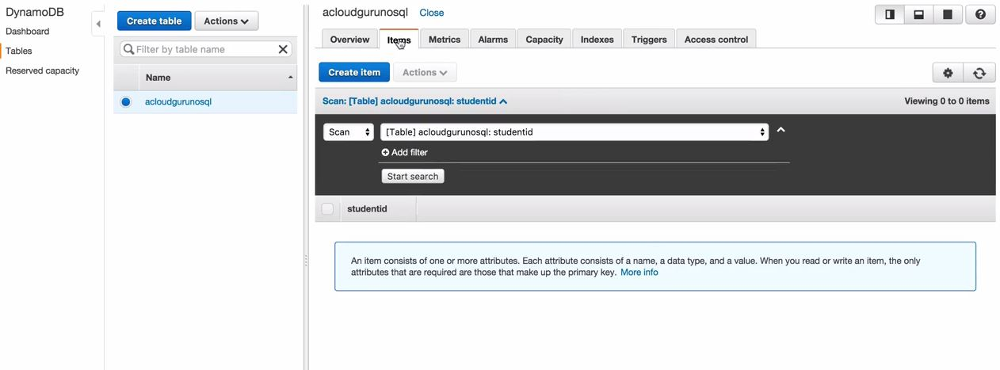 DynamoDB
Dashboard
Tables
Reserved capacity
Create table
Actions
Filter by table name
Name
acloudgurunosql
acloudgurunosql Close
Overview Items Metrics Alarms Capacity Indexes Triggers Access control
Create item Actions
Scan: [Table] acloudgurunosql: studentid Viewing 0 to 0 items
Scan [Table] acloudgurunosql: studentid
Add filter
Start search
studentid
An item consists of one or more attributes. Each attribute consists of a name, a data type, and a value. When you read or write an item, the only
attributes that are required are those that make up the primary key. More info